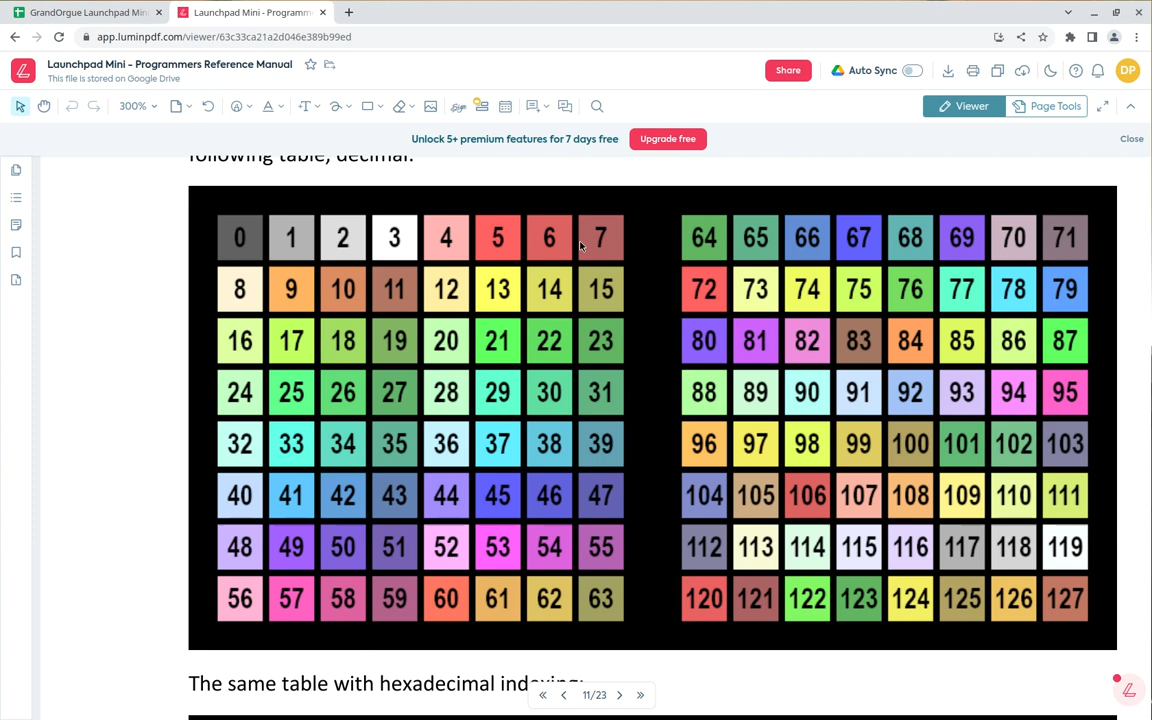 GrandOrgue Launchpad Mini
Launchpad Mini - Programm
app.luminpdf.com/viewer/63c33ca21a2d046e389b99ed
Launchpad Mini - Programmers Reference Manual
This file is stored on Google Drive
Share
Auto Sync
DP
300%
Viewer
Page Tools
Unlock 5+ premium features for 7 days free
Upgrade free
Close
following table, decimal:
0 1 2 3 4 5 6 7 64 65 66 67 68 69 70 71
8 9 10 11 12 13 14 15 72 73 74 75 76 77 78 79
16 17 18 19 20 21 22 23 80 81 82 83 84 85 86 87
24 25 26 27 28 29 30 31 88 89 90 91 92 93 94 95
32 33 34 35 36 37 38 39 96 97 98 99 100 101 102 103
40 41 42 43 44 45 46 47 104 105 106 107 108 109 110 111
48 49 50 51 52 53 54 55 112 113 114 115 116 117 118 119
56 57 58 59 60 61 62 63 120 121 122 123 124 125 126 127
The same table with hexadecimal indexing:
11/23